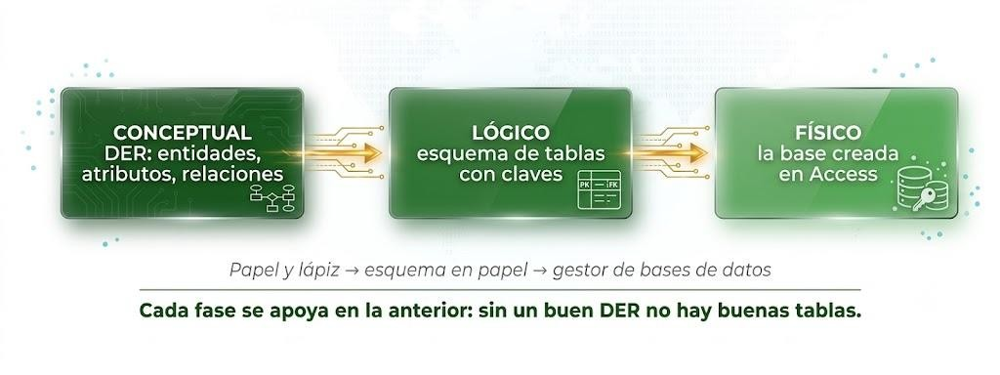 CONCEPTUAL
DER: entidades,
atributos, relaciones
LÓGICO
esquema de tablas
con claves
PK
FK
FÍSICO
la base creada
en Access
Papel y lápiz → esquema en papel → gestor de bases de datos
Cada fase se apoya en la anterior: sin un buen DER no hay buenas tablas.